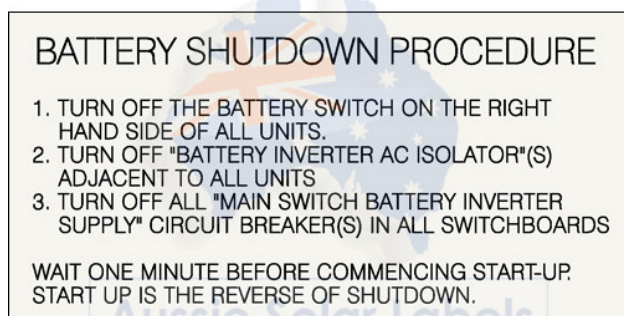 BATTERY SHUTDOWN PROCEDURE
1. TURN OFF THE BATTERY SWITCH ON THE RIGHT
HAND SIDE OF ALL UNITS.
2. TURN OFF "BATTERY INVERTER AC ISOLATOR"(S)
ADJACENT TO ALL UNITS
3. TURN OFF ALL "MAIN SWITCH BATTERY INVERTER
SUPPLY" CIRCUIT BREAKER(S) IN ALL SWITCHBOARDS
WAIT ONE MINUTE BEFORE COMMENCING START-UP.
START UP IS THE REVERSE OF SHUTDOWN.
Aussie Solar Labels